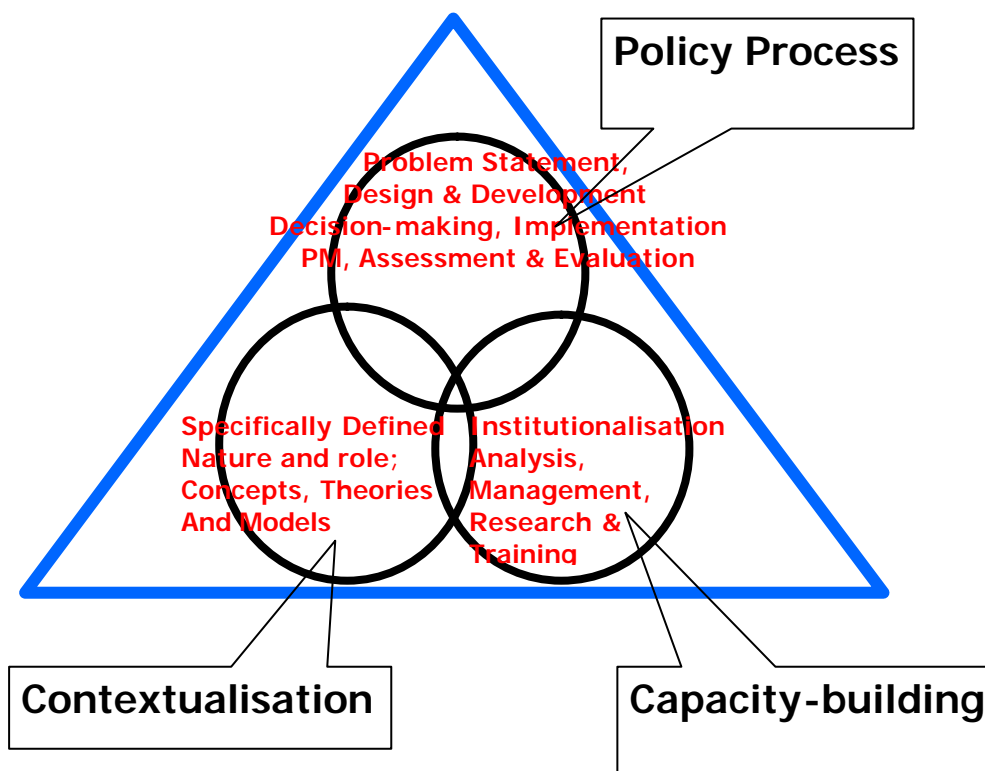 Policy Process
Problem Statement,
Design & Development
Decision-making, Implementation
PM, Assessment & Evaluation
Specifically Defined
Nature and role;
Concepts, Theories
And Models
Institutionalisation
Analysis,
Management,
Research &
Training
Contextualisation
Capacity-building